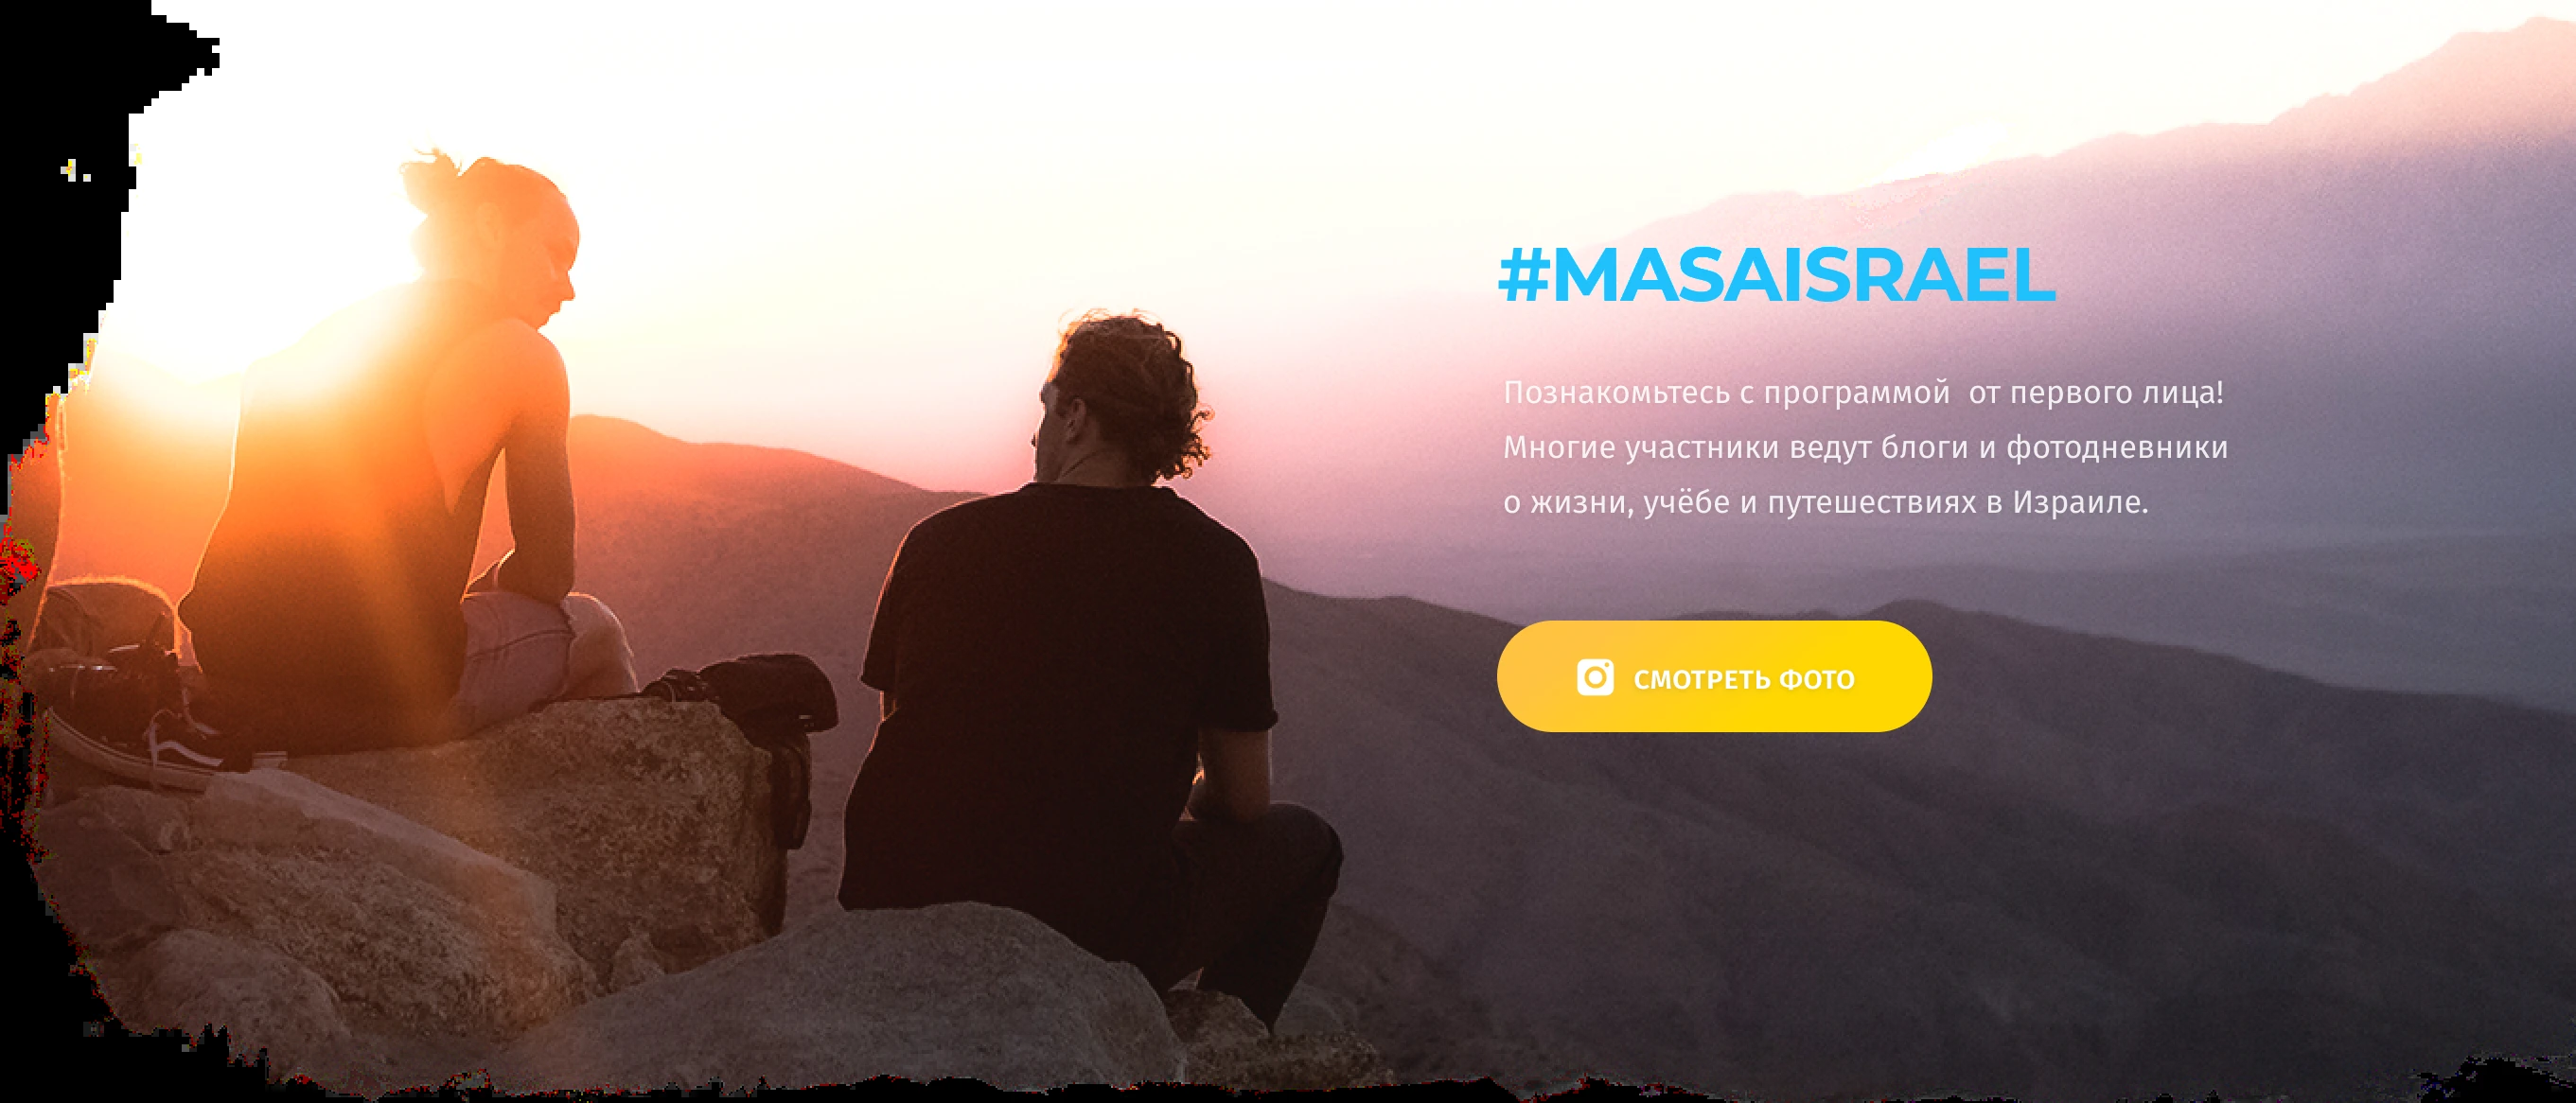 #MASAISRAEL
Познакомьтесь с программой  от первого лица!
Многие участники ведут блоги и фотодневники
о жизни, учёбе и путешествиях в Израиле.
СМОТРЕТЬ ФОТО